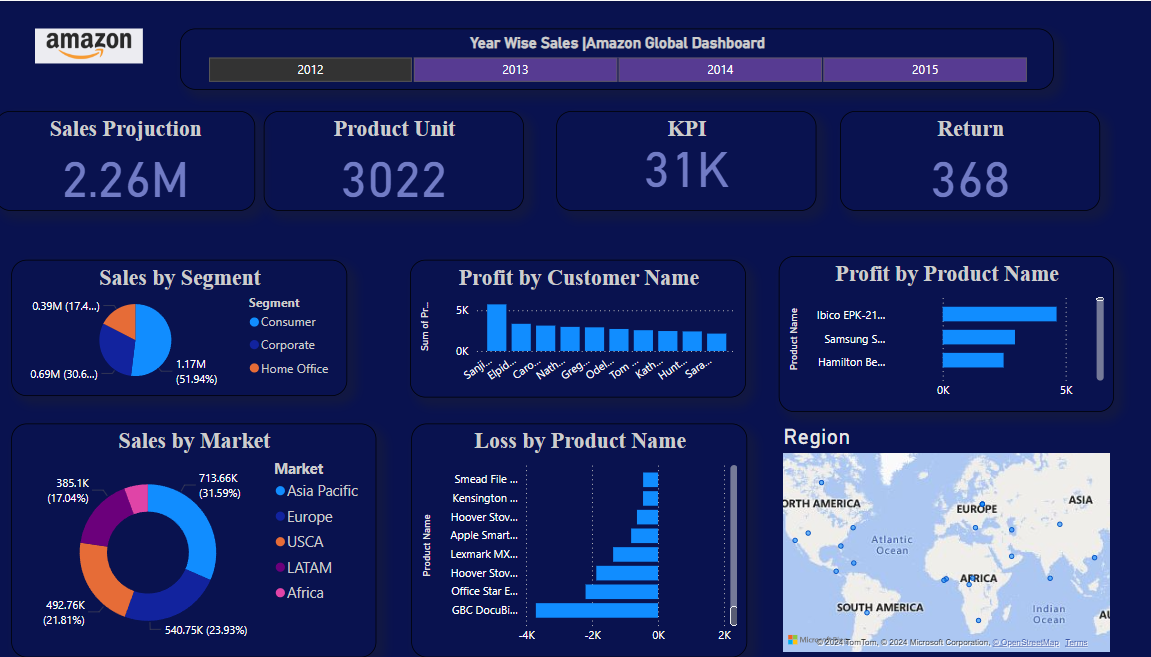 amazon
Year Wise Sales |Amazon Global Dashboard
2012 2013 2014 2015
Sales Projuction
2.26M
Product Unit
3022
KPI
31K
Return
368
Sales by Segment
0.39M (17.4...)
0.69M (30.6...)
1.17M
(51.94%)
Segment
Consumer
Corporate
Home Office
Profit by Customer Name
Sum of Pr...
5K
0K
Sanji...
Elpid...
Caro...
Nath...
Greg...
Odel...
Tom ...
Kath...
Hunt...
Sara...
Profit by Product Name
Product Name
Ibico EPK-21...
Samsung S...
Hamilton Be...
0K 5K
Sales by Market
385.1K
(17.04%)
713.66K
(31.59%)
492.76K
(21.81%)
540.75K (23.93%)
Market
Asia Pacific
Europe
USCA
LATAM
Africa
Loss by Product Name
Product Name
Smead File ...
Kensington ...
Hoover Stov...
Apple Smart...
Lexmark MX...
Hoover Stov...
Office Star E...
GBC DocuBi...
-4K -2K 0K 2K
Region
ORTH AMERICA
EUROPE
ASIA
Atlantic
Ocean
AFRICA
SOUTH AMERICA
Indian
Ocean
AU
© 2024 TomTom, © 2024 Microsoft Corporation, © OpenStreetMap Terms